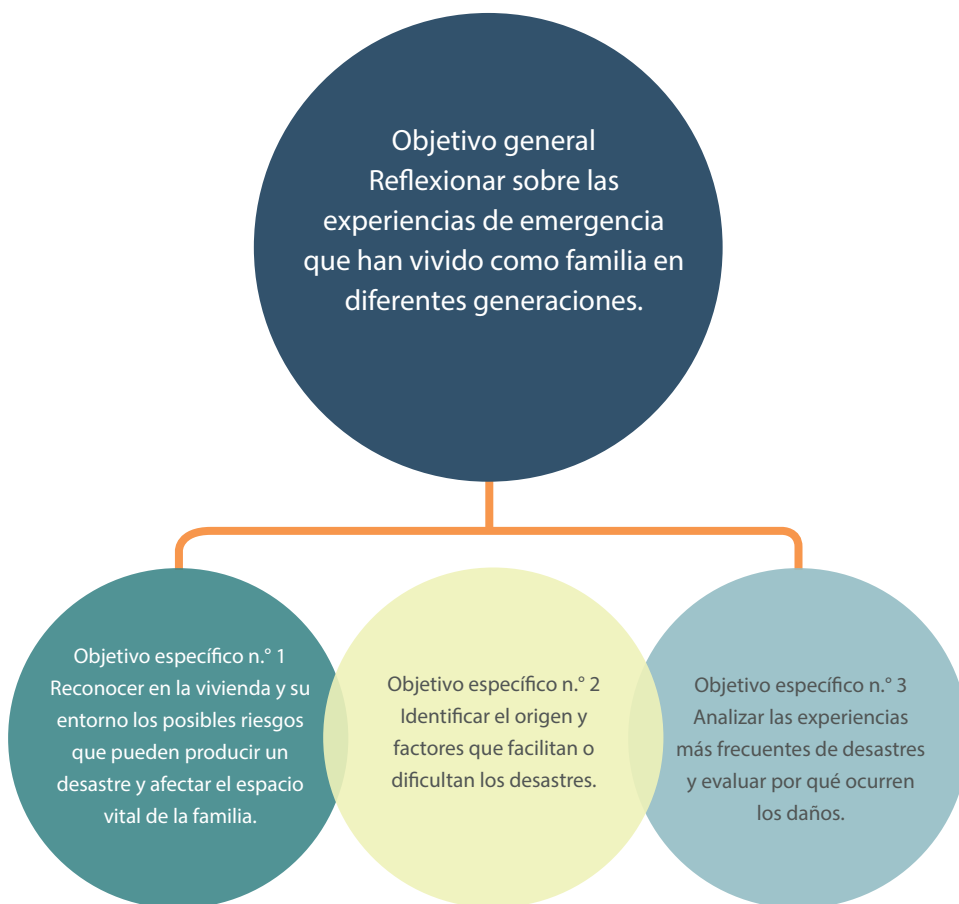 Objetivo general
Reflexionar sobre las
experiencias de emergencia
que han vivido como familia en
diferentes generaciones.
Objetivo específico n.° 1
Reconocer en la vivienda y su
entorno los posibles riesgos
que pueden producir un
desastre y afectar el espacio
vital de la familia.
Objetivo específico n.° 2
Identificar el origen y
factores que facilitan o
dificultan los desastres.
Objetivo específico n.° 3
Analizar las experiencias
más frecuentes de desastres
y evaluar por qué ocurren
los daños.